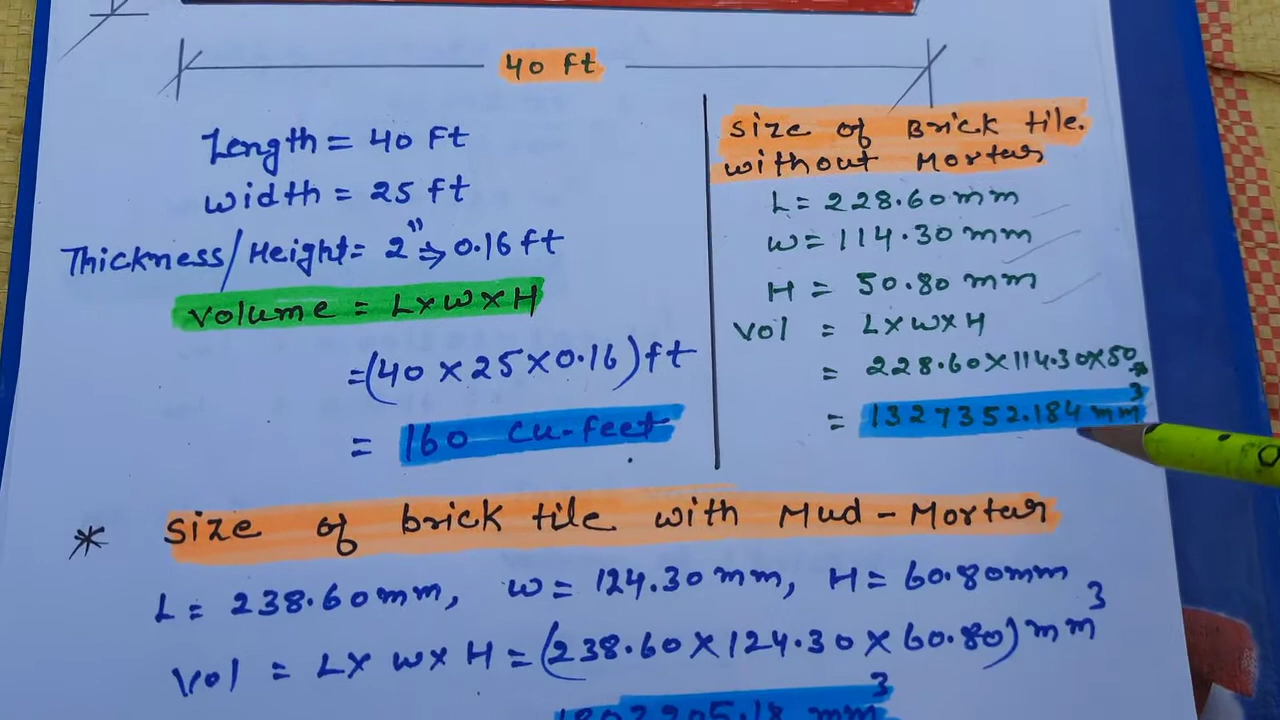 40 ft
Length = 40 Ft
width = 25 ft
Thickness/Height = 2" ⇒ 0.16 ft
Volume = L×W×H
=(40 × 25 × 0.16) ft
= 160 Cu-feet
Size of Brick tile.
without Mortar
L = 228.60 mm
W = 114.30 mm
H = 50.80 mm
Vol = L×W×H
= 228.60×114.30×50
= 1327352.184 mm³
* Size of brick tile with Mud-Mortar
L = 238.60mm, W = 124.30 mm, H = 60.80mm
Vol = L× W× H = (238.60×124.30×60.80) mm³
1803205.18 mm³